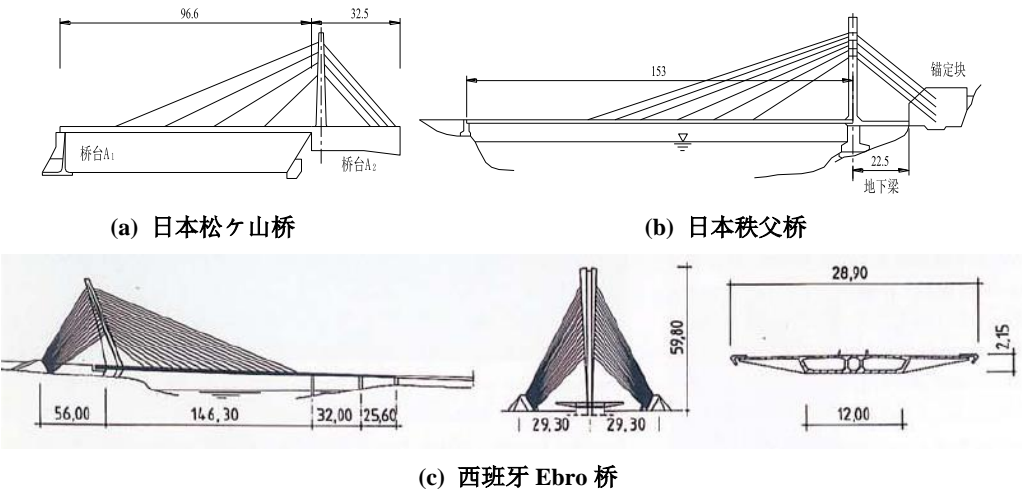 96.6
32.5
桥台A₁
桥台A₂
(a) 日本松ヶ山桥
153
锚定块
22.5
地下梁
(b) 日本秩父桥
56,00
146,30
32,00
25,60
59,80
29,30
29,30
28,90
2,15
12,00
(c) 西班牙 Ebro 桥